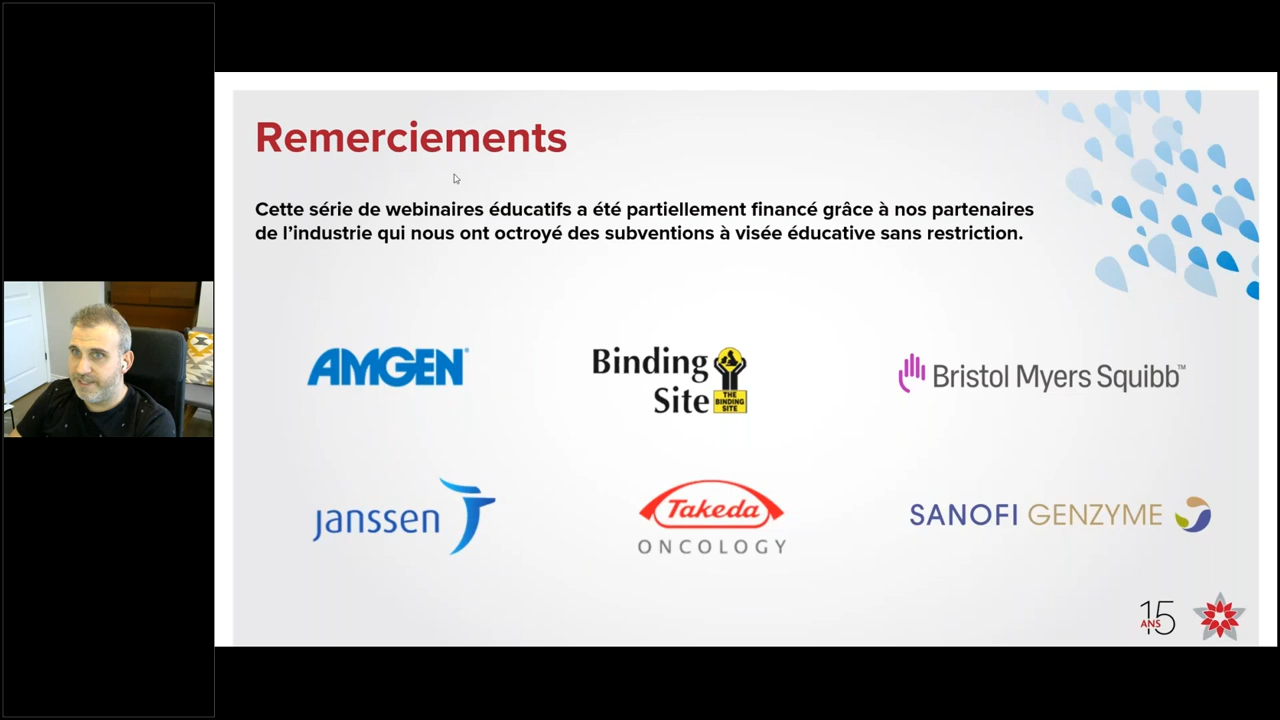 Remerciements
Cette série de webinaires éducatifs a été partiellement financé grâce à nos partenaires
de l'industrie qui nous ont octroyé des subventions à visée éducative sans restriction.
AMGEN®
Binding
Site
THE
BINDING
SITE
Bristol Myers Squibb™
janssen
Takeda
ONCOLOGY
SANOFI GENZYME
15
ANS